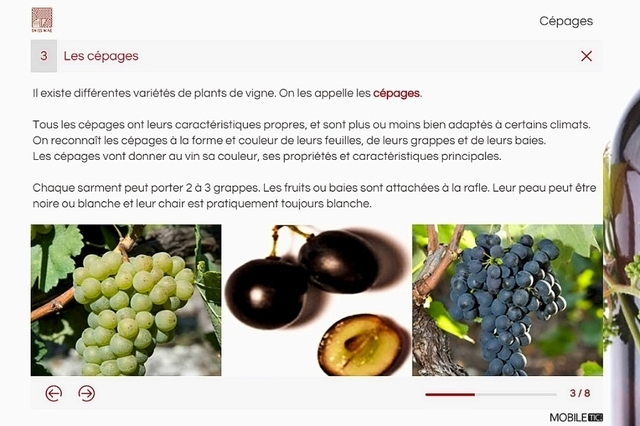 SWISS WINE
Cépages
3 Les cépages
Il existe différentes variétés de plants de vigne. On les appelle les cépages.
Tous les cépages ont leurs caractéristiques propres, et sont plus ou moins bien adaptés à certains climats.
On reconnaît les cépages à la forme et couleur de leurs feuilles, de leurs grappes et de leurs baies.
Les cépages vont donner au vin sa couleur, ses propriétés et caractéristiques principales.
Chaque sarment peut porter 2 à 3 grappes. Les fruits ou baies sont attachées à la rafle. Leur peau peut être
noire ou blanche et leur chair est pratiquement toujours blanche.
3 / 8
MOBILETIC